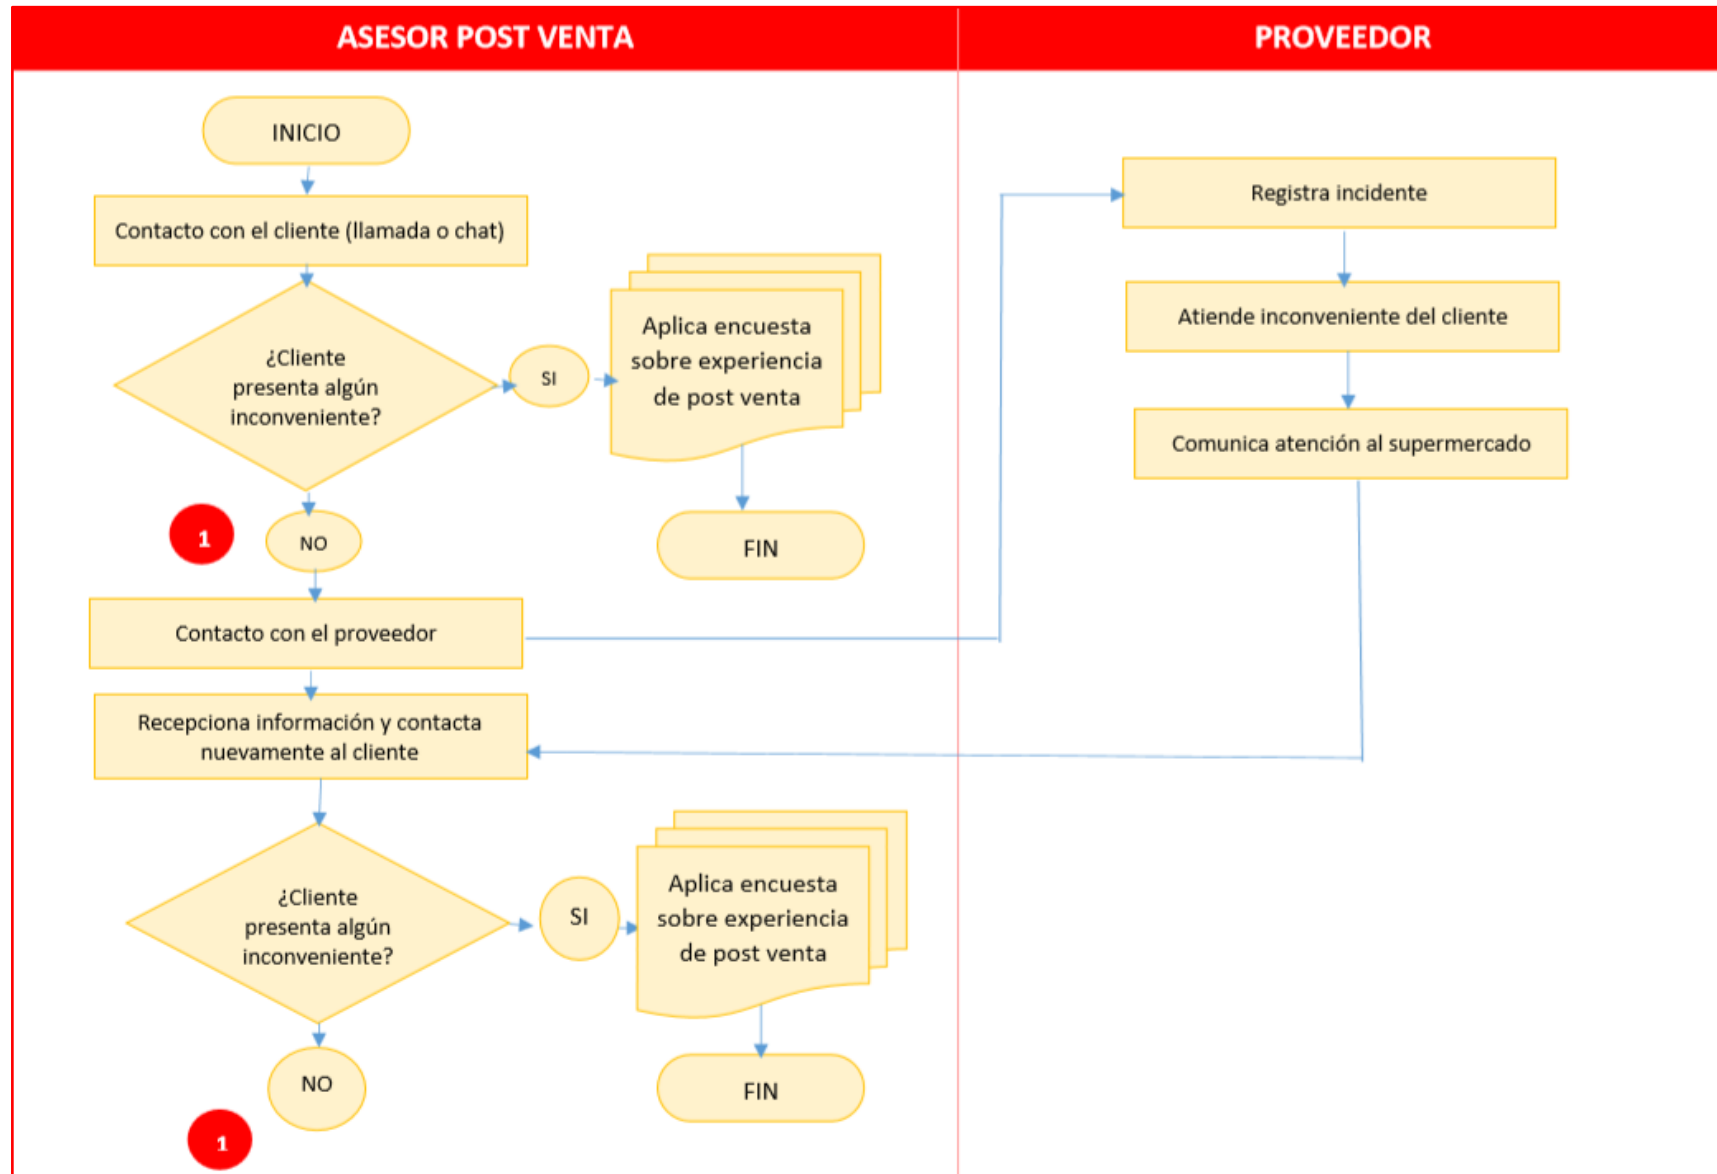 ASESOR POST VENTA
PROVEEDOR
INICIO
Contacto con el cliente (llamada o chat)
¿Cliente
presenta algún
inconveniente?
SI
Aplica encuesta
sobre experiencia
de post venta
FIN
1
NO
Contacto con el proveedor
Registra incidente
Atiende inconveniente del cliente
Comunica atención al supermercado
Recepciona información y contacta
nuevamente al cliente
¿Cliente
presenta algún
inconveniente?
SI
Aplica encuesta
sobre experiencia
de post venta
FIN
NO
1